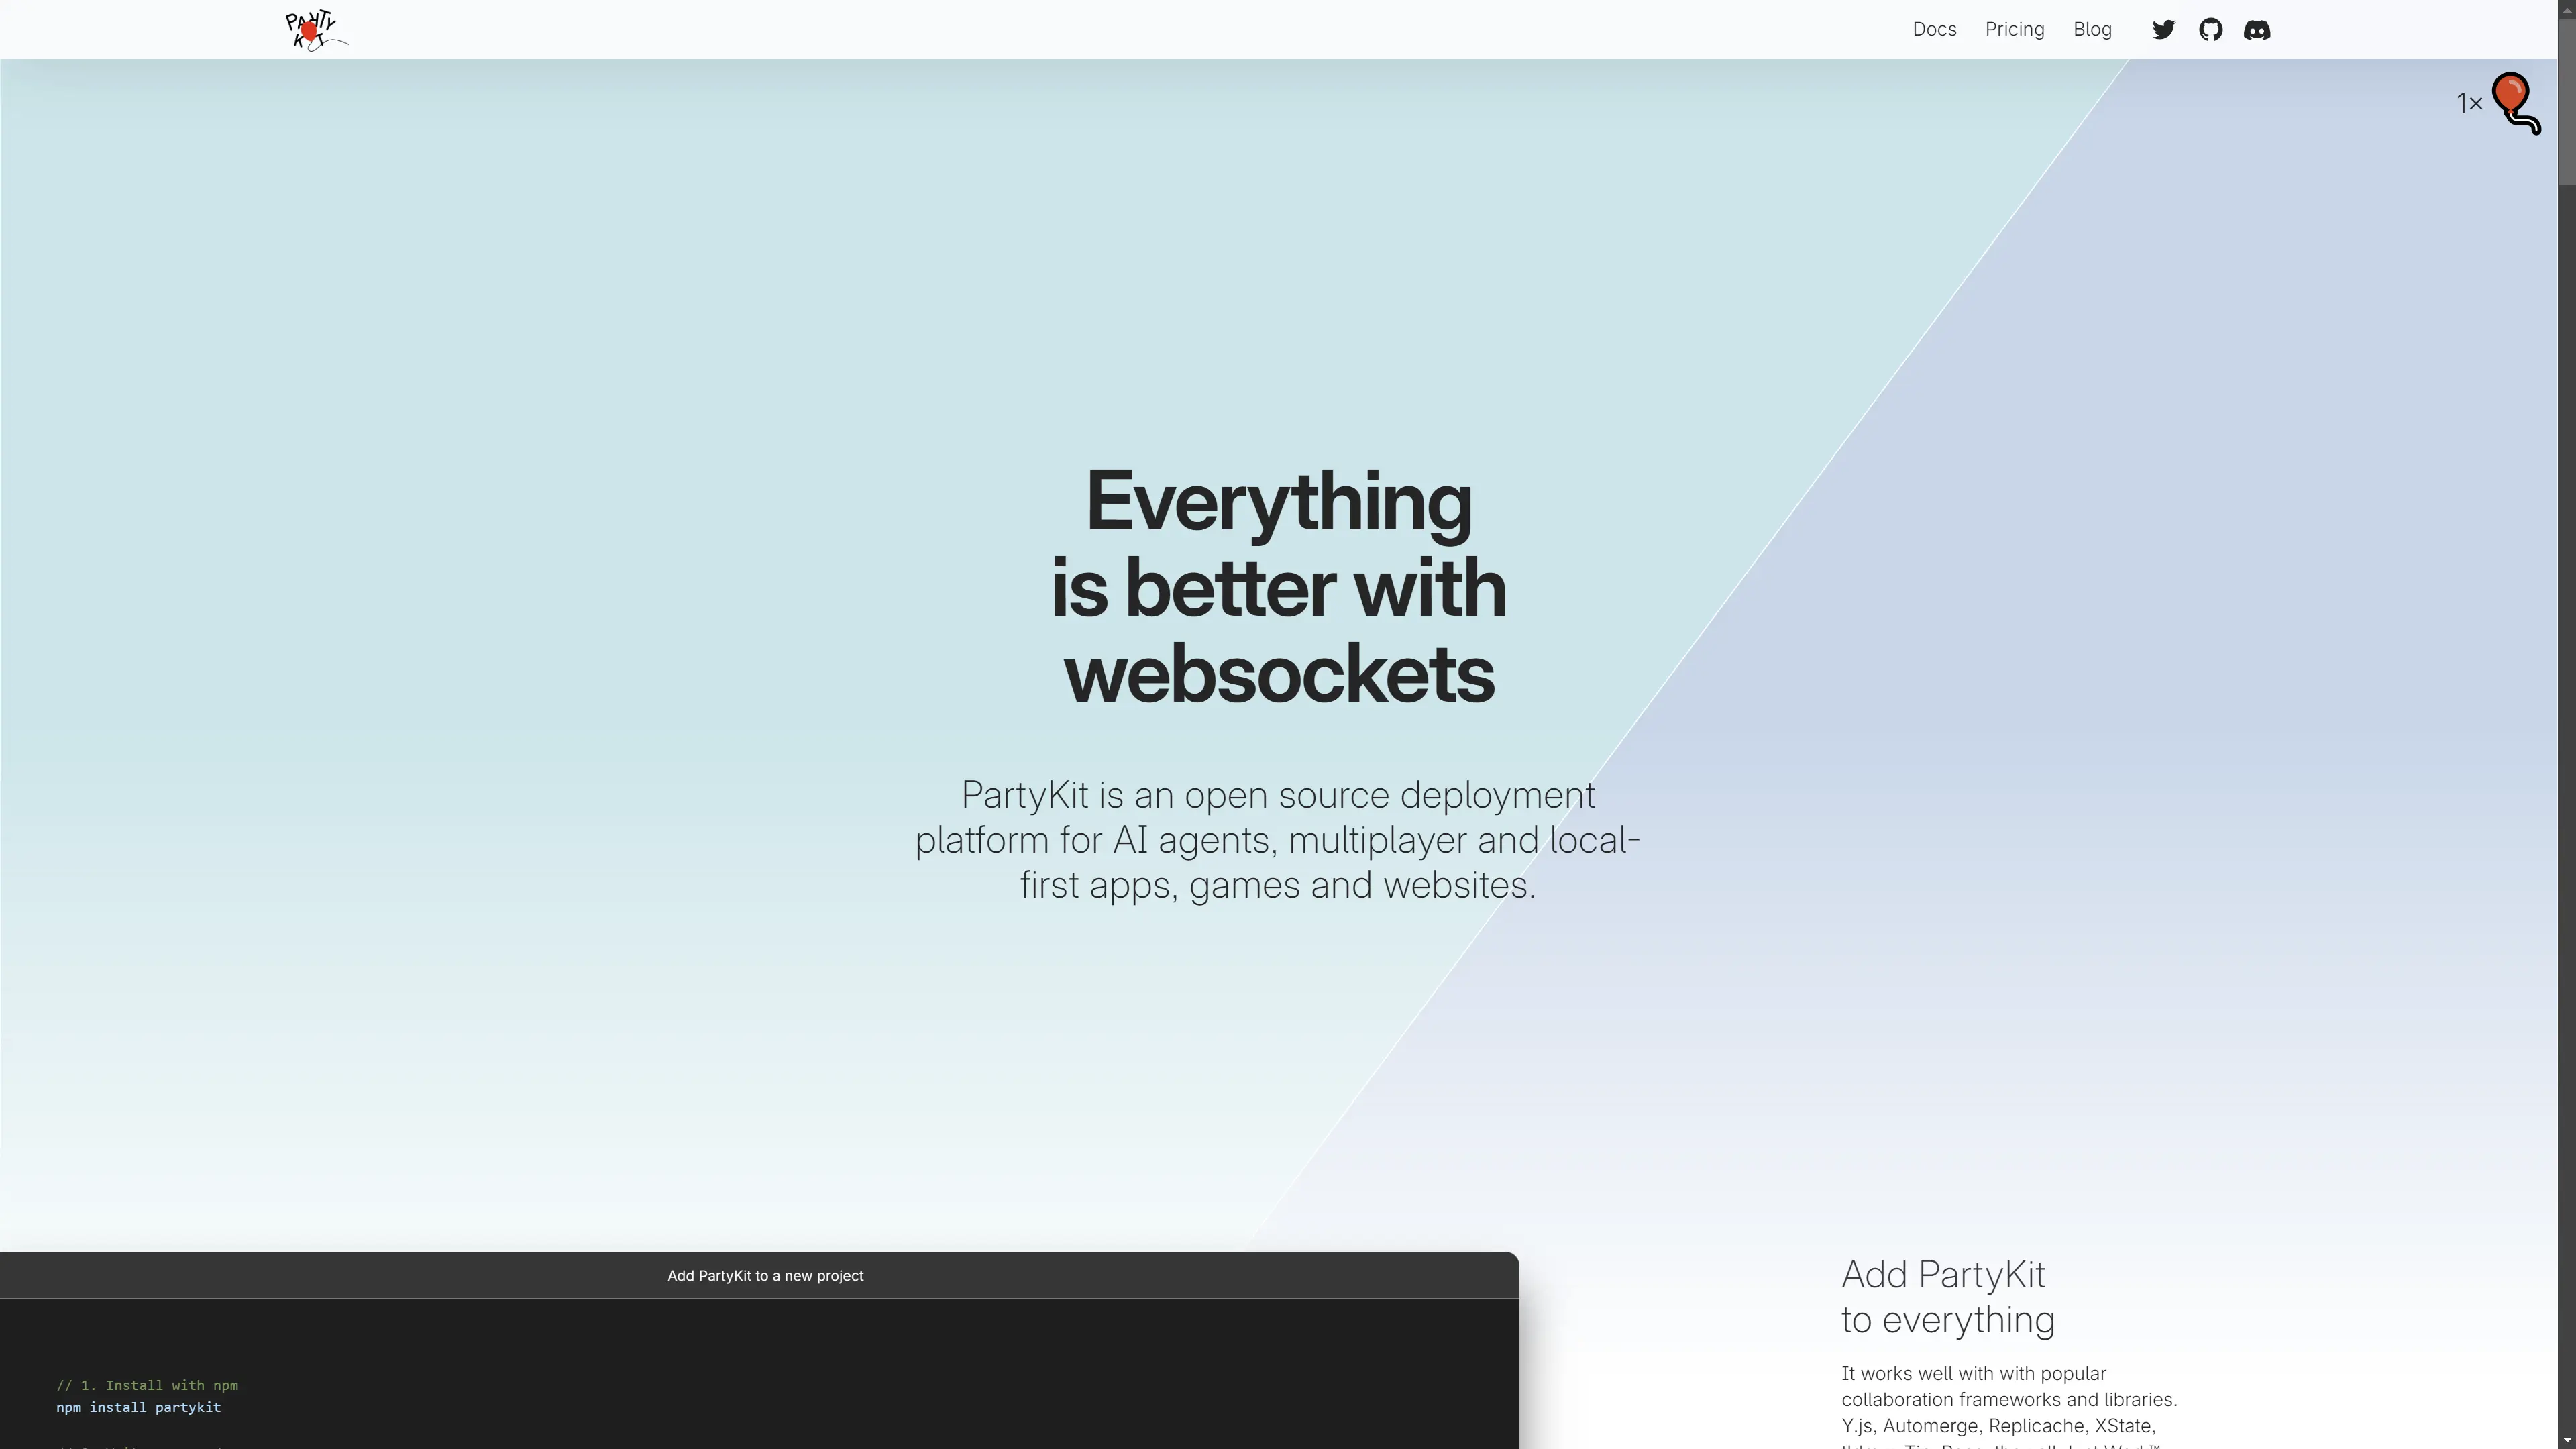 PARTY
KIT
Docs Pricing Blog
1×
Everything
is better with
websockets
PartyKit is an open source deployment
platform for AI agents, multiplayer and local-
first apps, games and websites.
Add PartyKit to a new project
// 1. Install with npm
npm install partykit
Add PartyKit
to everything
It works well with with popular
collaboration frameworks and libraries.
Y.js, Automerge, Replicache, XState,